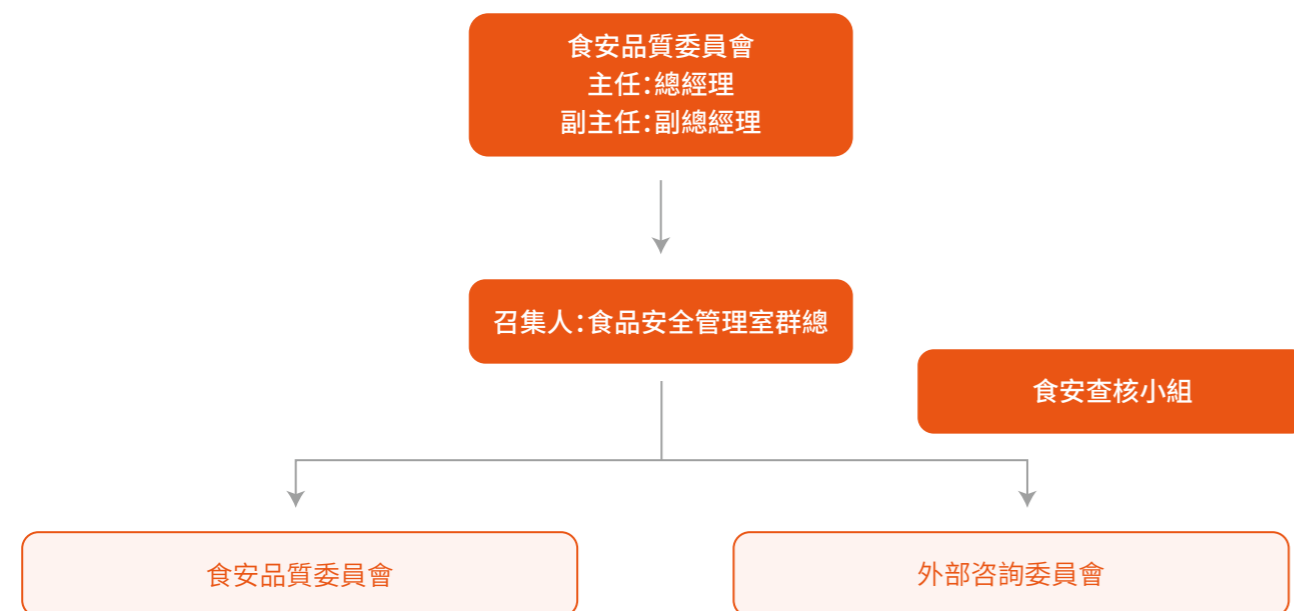 食安品質委員會
主任：總經理
副主任：副總經理
召集人：食品安全管理室群總
食安查核小組
食安品質委員會
外部咨詢委員會